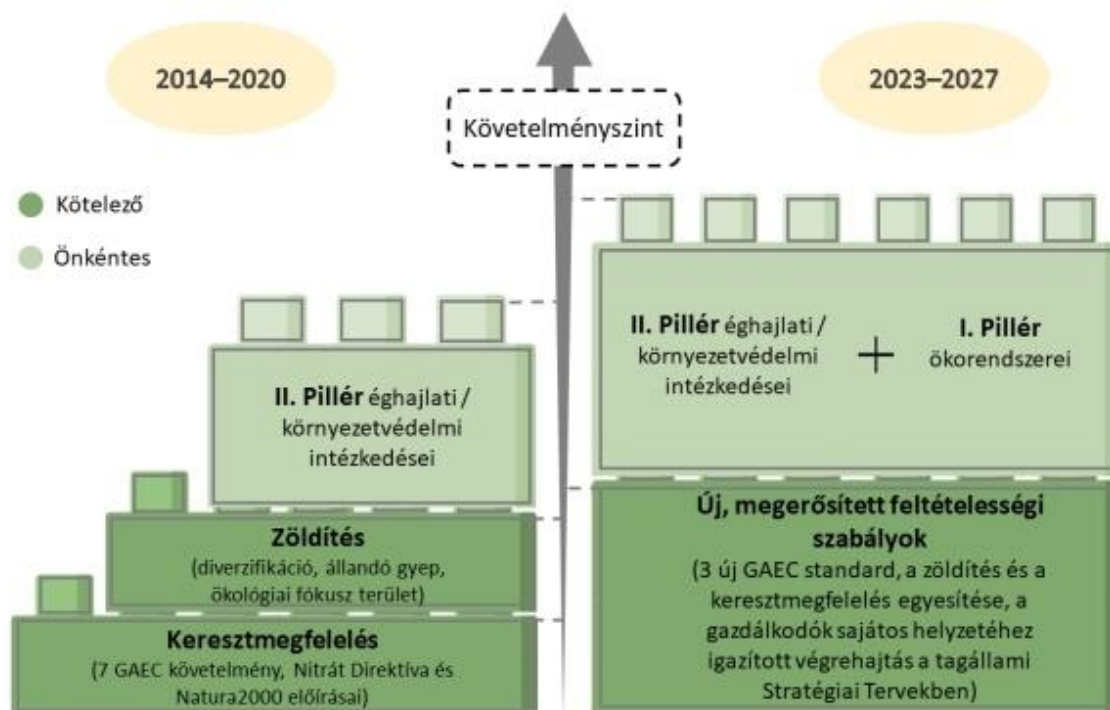 2014–2020
Követelményszint
2023–2027
Kötelező
Önkéntes
II. Pillér éghajlati /
környezetvédelmi
intézkedései
Zöldítés
(diverzifikáció, állandó gyep,
ökológiai fókusz terület)
Keresztmegfelelés
(7 GAEC követelmény, Nitrát Direktíva és
Natura2000 előírásai)
II. Pillér éghajlati /
környezetvédelmi
intézkedései
+
I. Pillér
ökorendszerei
Új, megerősített feltételességi
szabályok
(3 új GAEC standard, a zöldítés és a
keresztmegfelelés egyesítése, a
gazdálkodók sajátos helyzetéhez
igazított végrehajtás a tagállami
Stratégiai Tervekben)